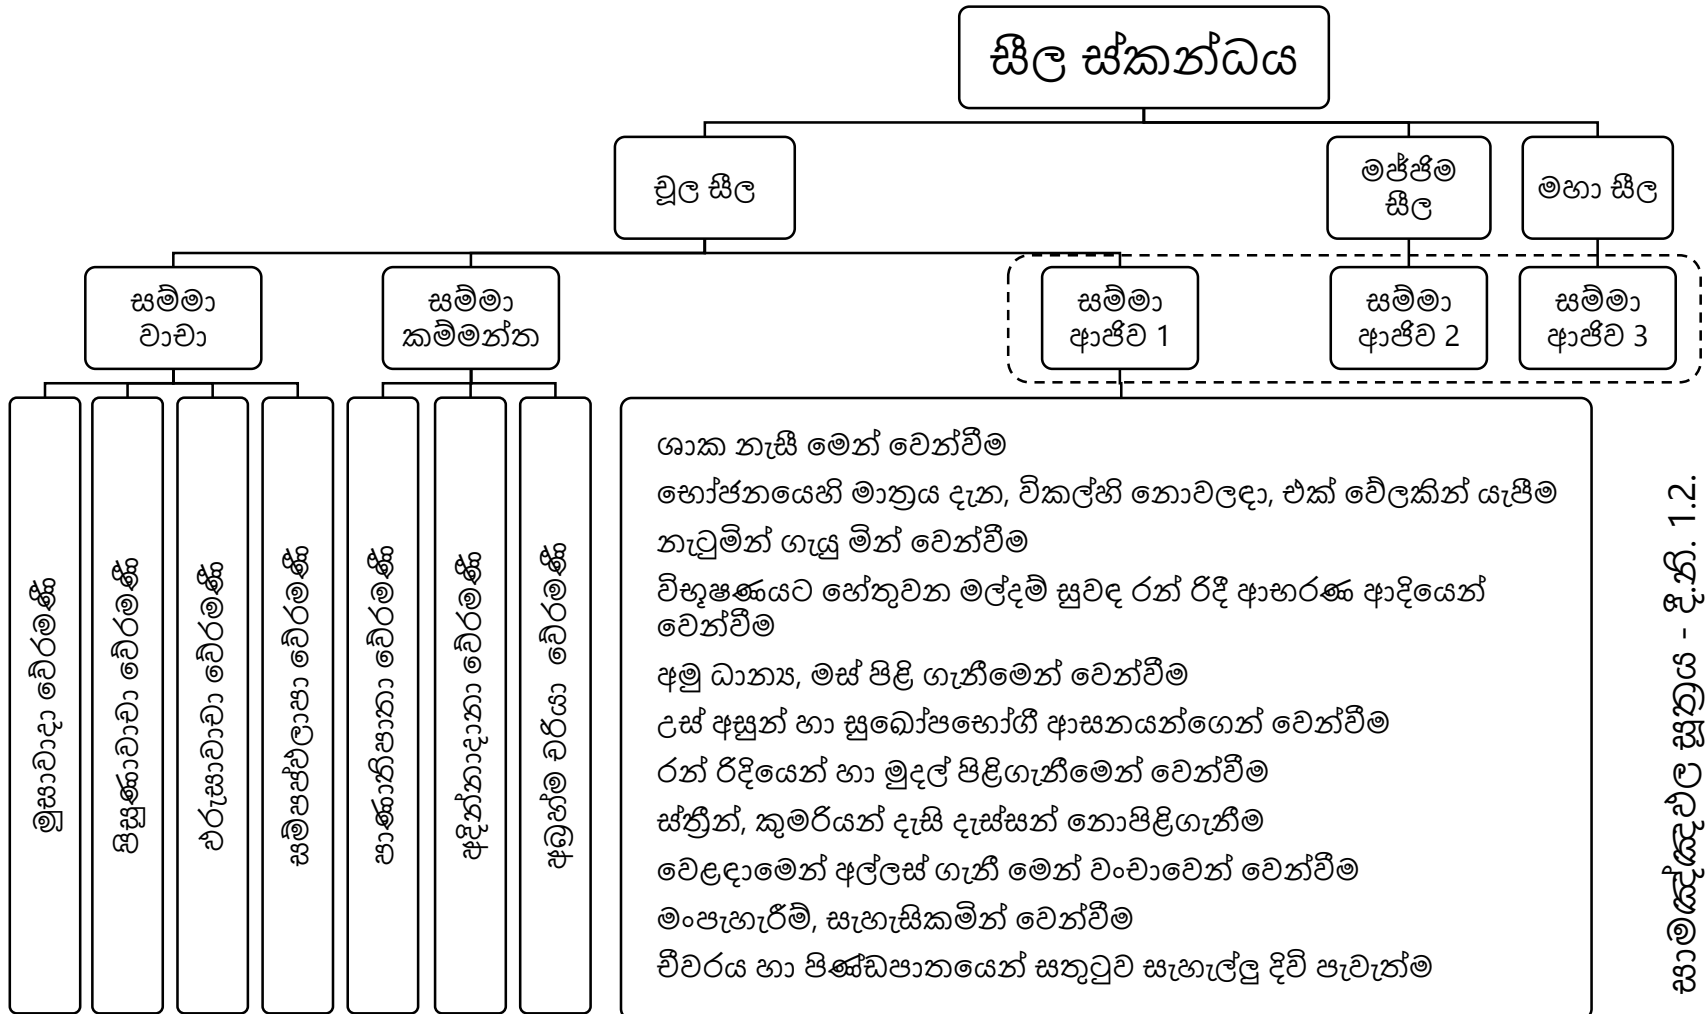 සීල ස්කන්ධය
චූල සීල
මජ්ජිම
සීල
මහා සීල
සම්මා
වාචා
සම්මා
කම්මන්ත
සම්මා
ආජිව 1
සම්මා
ආජිව 2
සම්මා
ආජිව 3
මුසාවාදා වේරමණී
පිසුණාවාචා වේරමණී
ඵරුසාවාචා වේරමණී
සම්පප්ඵලාපා වේරමණී
පාණාතිපාතා වේරමණී
අදින්නාදානා වේරමණී
අබ්‍රහ්ම චරියා වේරමණී
ශාක නැසී මෙන් වෙන්වීම
භෝජනයෙහි මාත්‍රය දැන, විකල්හි නොවලඳා, එක් වේලකින් යැපීම
නැටුමින් ගැයු මින් වෙන්වීම
විභූෂණයට හේතුවන මල්දම් සුවඳ රන් රිදී ආභරණ ආදියෙන්
වෙන්වීම
අමු ධාන්‍ය, මස් පිළි ගැනීමෙන් වෙන්වීම
උස් අසුන් හා සුඛෝපභෝගී ආසනයන්ගෙන් වෙන්වීම
රන් රිදියෙන් හා මුදල් පිළිගැනීමෙන් වෙන්වීම
ස්ත්‍රීන්, කුමරියන් දැසි දැස්සන් නොපිළිගැනීම
වෙළඳාමෙන් අල්ලස් ගැනී මෙන් වංචාවෙන් වෙන්වීම
මංපැහැරීම්, සැහැසිකමින් වෙන්වීම
චීවරය හා පිණ්ඩපාතයෙන් සතුටුව සැහැල්ලු දිවි පැවැත්ම
සාමඤ්ඤඵල සූත්‍රය - දී.නි. 1.2.